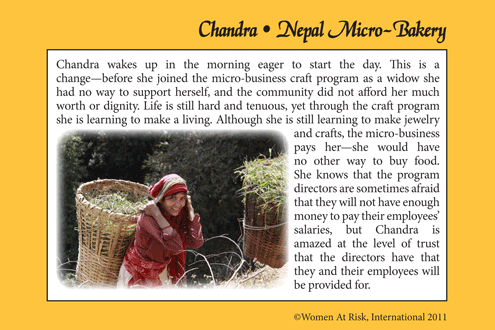 Chandra • Nepal Micro-Bakery
Chandra wakes up in the morning eager to start the day. This is a
change—before she joined the micro-business craft program as a widow she
had no way to support herself, and the community did not afford her much
worth or dignity. Life is still hard and tenuous, yet through the craft program
she is learning to make a living. Although she is still learning to make jewelry
and crafts, the micro-business
pays her—she would have
no other way to buy food.
She knows that the program
directors are sometimes afraid
that they will not have enough
money to pay their employees’
salaries, but Chandra is
amazed at the level of trust
that the directors have that
they and their employees will
be provided for.
©Women At Risk, International 2011